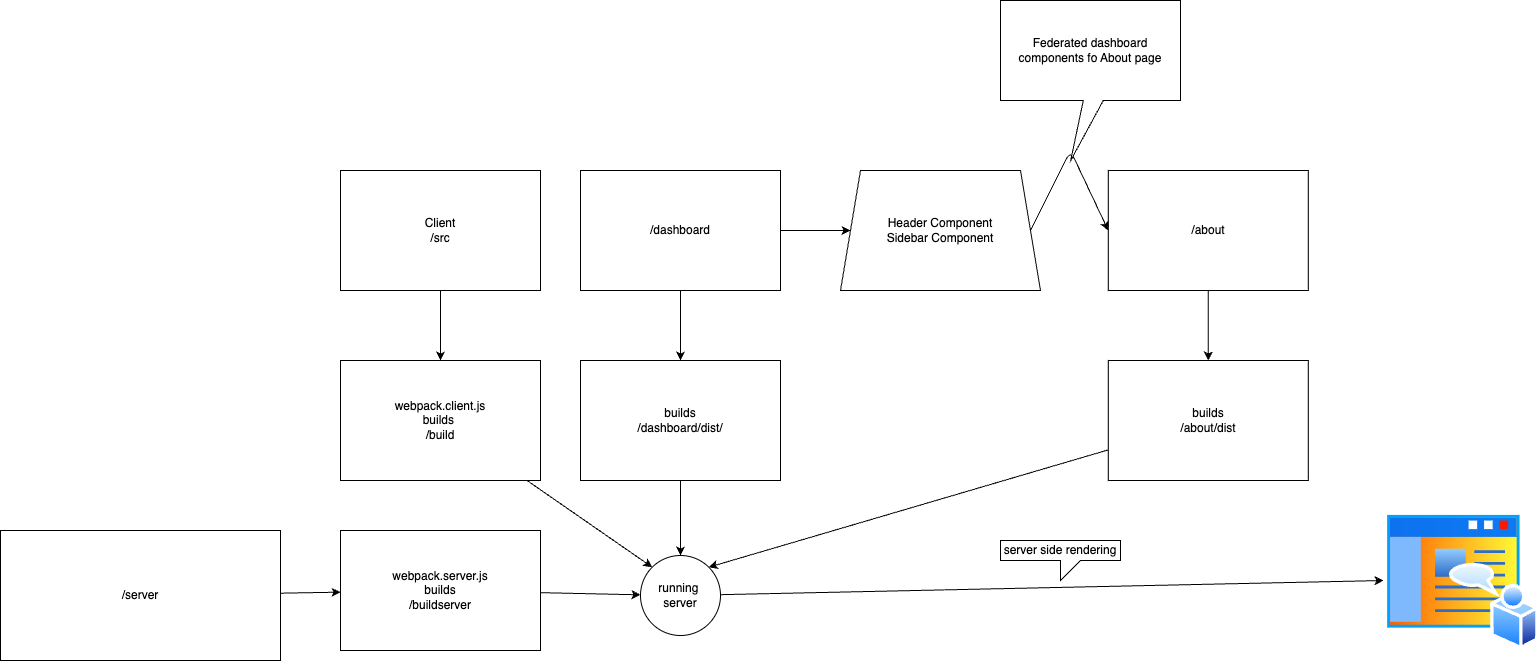 Federated dashboard
components fo About page
Client
/src
/dashboard
Header Component
Sidebar Component
/about
webpack.client.js
builds
/build
builds
/dashboard/dist/
builds
/about/dist
/server
webpack.server.js
builds
/buildserver
running
server
server side rendering